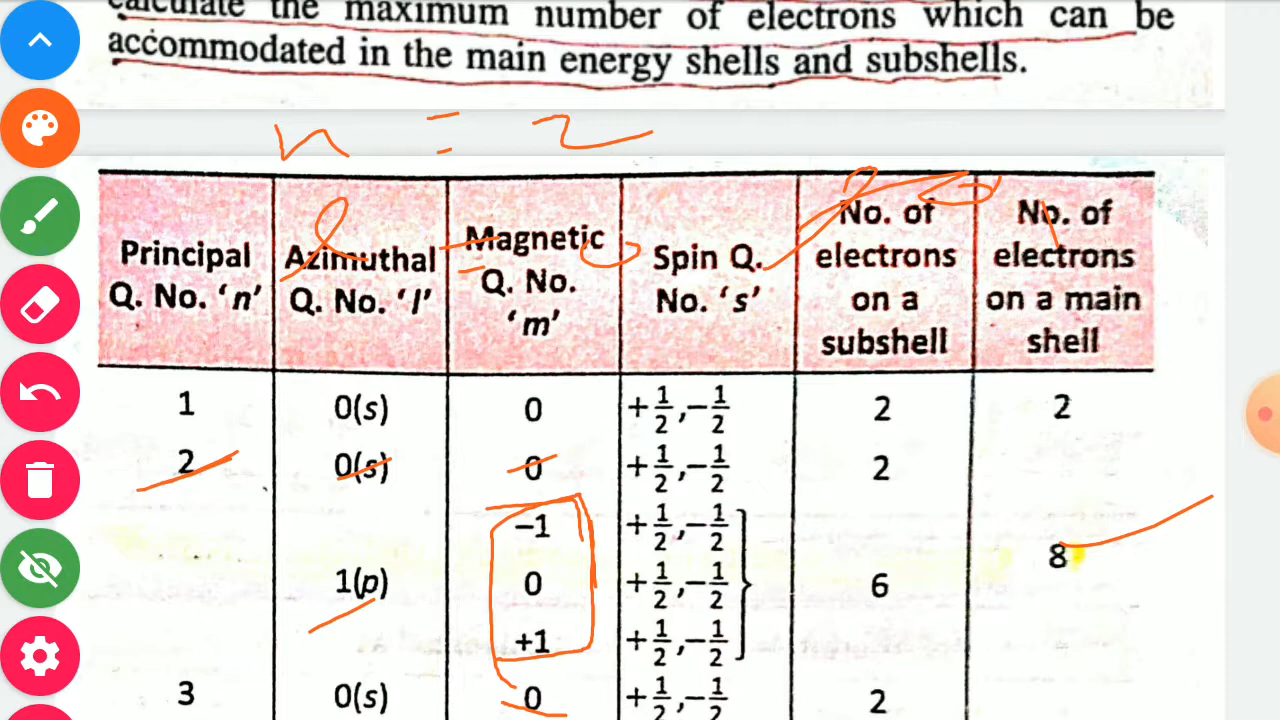 calculate the maximum number of electrons which can be
accommodated in the main energy shells and subshells.
n = 2
Principal Q. No. 'n' Azimuthal Q. No. 'l' Magnetic Q. No. 'm' Spin Q. No. 's' No. of electrons on a subshell No. of electrons on a main shell
1 0(s) 0 +1/2, -1/2 2 2
2 0(s) 0 +1/2, -1/2 2
-1 +1/2, -1/2
8
1(p) 0 +1/2, -1/2 6
+1 +1/2, -1/2
3 0(s) 0 +1/2, -1/2 2